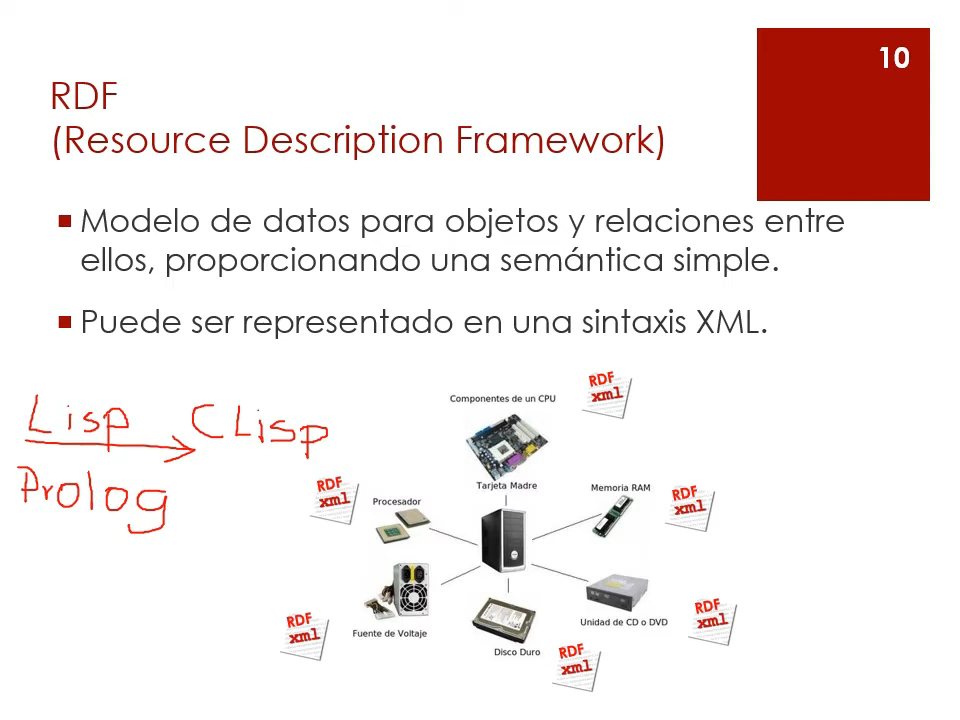 10
RDF
(Resource Description Framework)
Modelo de datos para objetos y relaciones entre
ellos, proporcionando una semántica simple.
Puede ser representado en una sintaxis XML.
Lisp CLisp
Prolog
Componentes de un CPU
RDF
xml
Tarjeta Madre
Procesador
RDF
xml
Memoria RAM
RDF
xml
Fuente de Voltaje
RDF
xml
Disco Duro
RDF
xml
Unidad de CD o DVD
RDF
xml